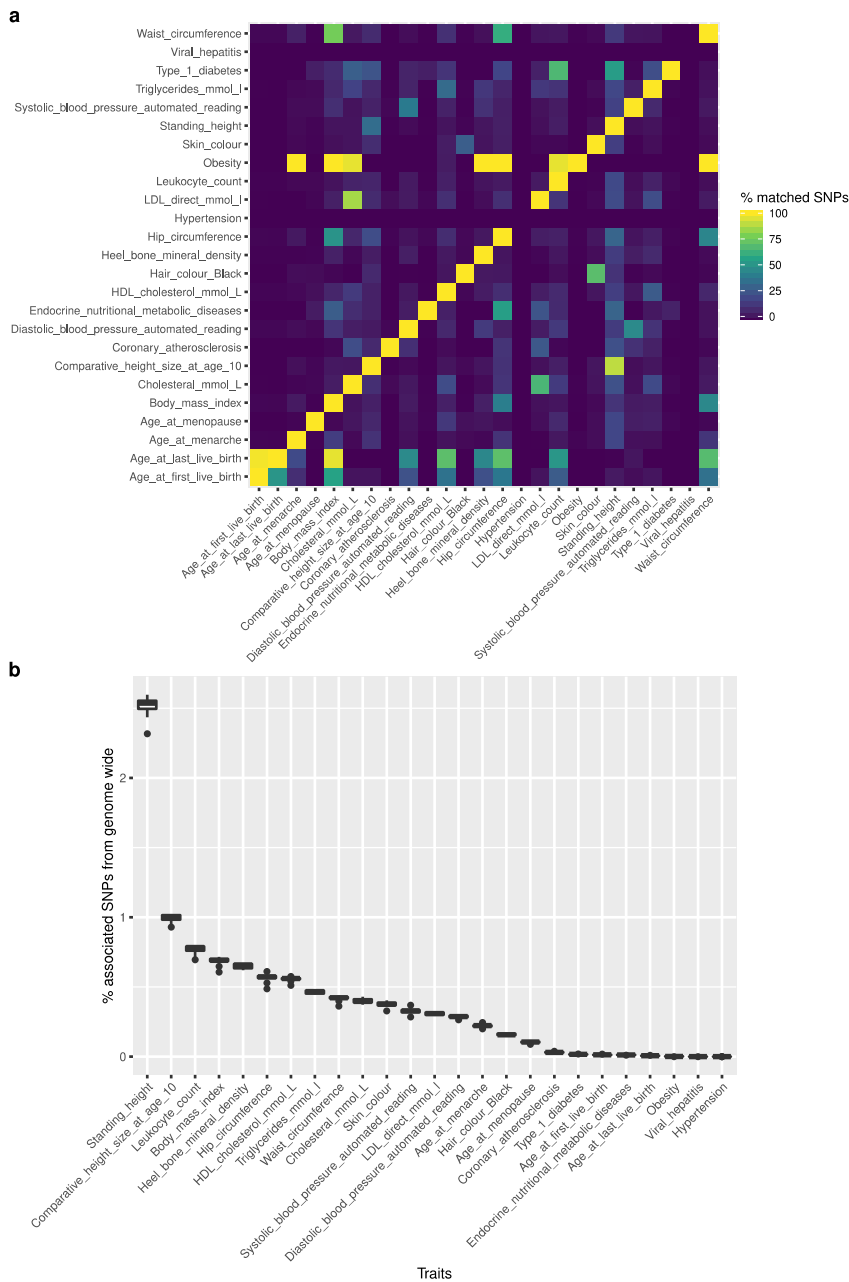 a
Waist_circumference
Viral_hepatitis
Type_1_diabetes
Triglycerides_mmol_l
Systolic_blood_pressure_automated_reading
Standing_height
Skin_colour
Obesity
Leukocyte_count
LDL_direct_mmol_l
Hypertension
Hip_circumference
Heel_bone_mineral_density
Hair_colour_Black
HDL_cholesterol_mmol_L
Endocrine_nutritional_metabolic_diseases
Diastolic_blood_pressure_automated_reading
Coronary_atherosclerosis
Comparative_height_size_at_age_10
Cholesteral_mmol_L
Body_mass_index
Age_at_menopause
Age_at_menarche
Age_at_last_live_birth
Age_at_first_live_birth
Age_at_first_live_birth
Age_at_last_live_birth
Age_at_menarche
Age_at_menopause
Body_mass_index
Cholesteral_mmol_L
Comparative_height_size_at_age_10
Coronary_atherosclerosis
Diastolic_blood_pressure_automated_reading
Endocrine_nutritional_metabolic_diseases
HDL_cholesterol_mmol_L
Hair_colour_Black
Heel_bone_mineral_density
Hip_circumference
Hypertension
LDL_direct_mmol_l
Leukocyte_count
Obesity
Skin_colour
Standing_height
Systolic_blood_pressure_automated_reading
Triglycerides_mmol_l
Type_1_diabetes
Viral_hepatitis
Waist_circumference
% matched SNPs
100
75
50
25
0
b
% associated SNPs from genome wide
2
1
0
Standing_height
Comparative_height_size_at_age_10
Leukocyte_count
Body_mass_index
Heel_bone_mineral_density
Hip_circumference
HDL_cholesterol_mmol_L
Triglycerides_mmol_l
Waist_circumference
Cholesteral_mmol_L
Skin_colour
Systolic_blood_pressure_automated_reading
LDL_direct_mmol_l
Diastolic_blood_pressure_automated_reading
Age_at_menarche
Hair_colour_Black
Age_at_menopause
Coronary_atherosclerosis
Type_1_diabetes
Age_at_first_live_birth
Endocrine_nutritional_metabolic_diseases
Age_at_last_live_birth
Obesity
Viral_hepatitis
Hypertension
Traits